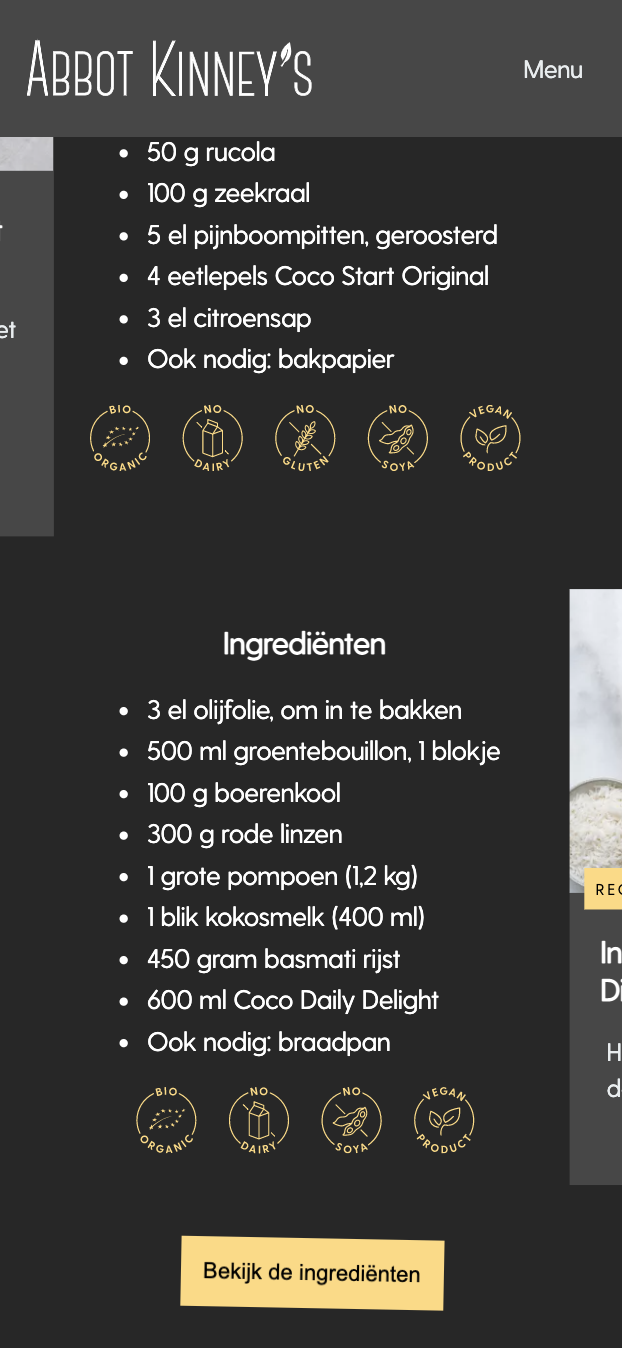 ABBOT KINNEY'S
Menu
50 g rucola
100 g zeekraal
5 el pijnboompitten, geroosterd
4 eetlepels Coco Start Original
et
3 el citroensap
Ook nodig: bakpapier
BIO ORGANIC
NO DAIRY
NO GLUTEN
NO SOYA
VEGAN PRODUCT
Ingrediënten
3 el olijfolie, om in te bakken
500 ml groentebouillon, 1 blokje
100 g boerenkool
300 g rode linzen
1 grote pompoen (1,2 kg)
1 blik kokosmelk (400 ml)
450 gram basmati rijst
600 ml Coco Daily Delight
Ook nodig: braadpan
BIO ORGANIC
NO DAIRY
NO SOYA
VEGAN PRODUCT
In
Di
H
d
Bekijk de ingrediënten